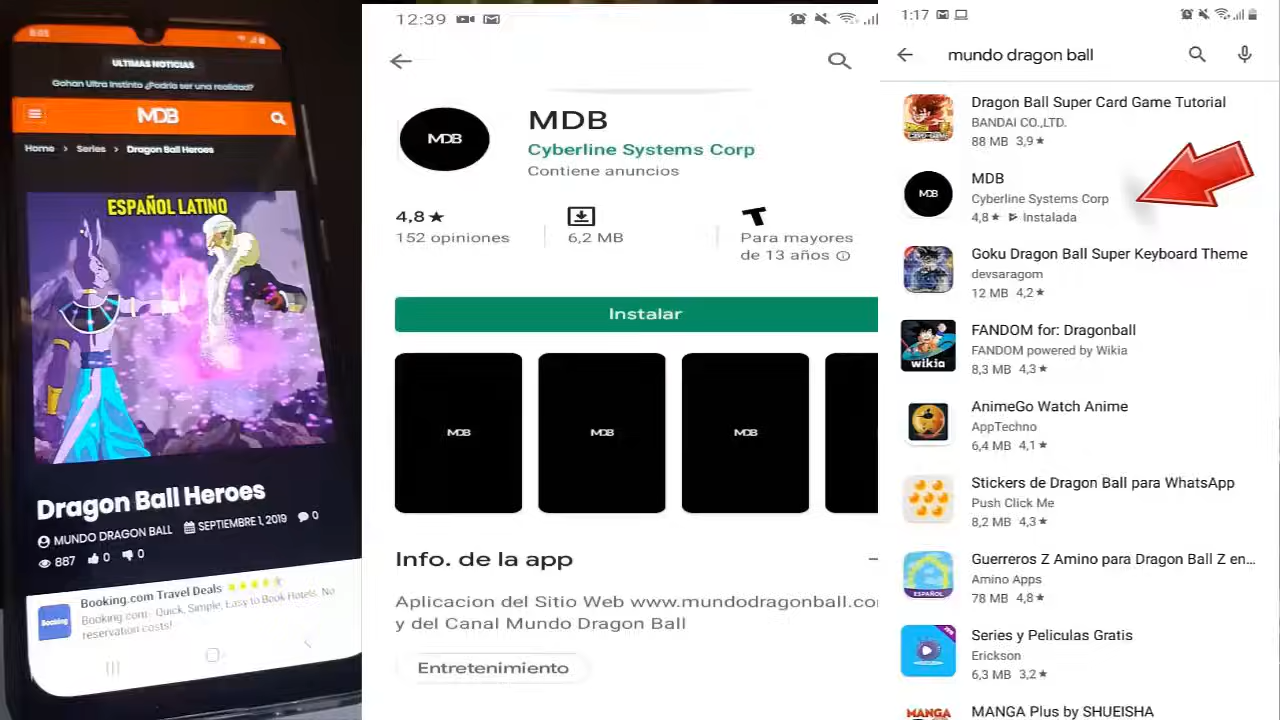 8:05
ULTIMAS NOTICIAS
Gohan Ultra Instinto ¿Podria ser una realidad?
MDB
Home > Series > Dragon Ball Heroes
ESPAÑOL LATINO
Dragon Ball Heroes
MUNDO DRAGON BALL SEPTIEMBRE 1, 2019 0
887 0 0
Booking.com Travel Deals
Booking.com - Quick, Simple, Easy to Book Hotels. No
reservation costs!
Booking
12:39
MDB
MDB
Cyberline Systems Corp
Contiene anuncios
4,8★
152 opiniones
6,2 MB
Para mayores
de 13 años
Instalar
MDB
MDB
MDB
Info. de la app
Aplicacion del Sitio Web www.mundodragonball.co
y del Canal Mundo Dragon Ball
Entretenimiento
1:17
mundo dragon ball
Dragon Ball Super Card Game Tutorial
BANDAI CO.,LTD.
88 MB 3,9★
MDB
MDB
Cyberline Systems Corp
4,8★ Instalada
Goku Dragon Ball Super Keyboard Theme
devsaragom
12 MB 4,2★
FANDOM for: Dragonball
FANDOM powered by Wikia
8,3 MB 4,3★
wikia
AnimeGo Watch Anime
AppTechno
6,4 MB 4,1★
Stickers de Dragon Ball para WhatsApp
Push Click Me
8,2 MB 4,3★
Guerreros Z Amino para Dragon Ball Z en...
Amino Apps
78 MB 4,8★
ESPAÑOL
Series y Peliculas Gratis
Erickson
6,3 MB 3,2★
MANGA Plus by SHUEISHA
MANGA